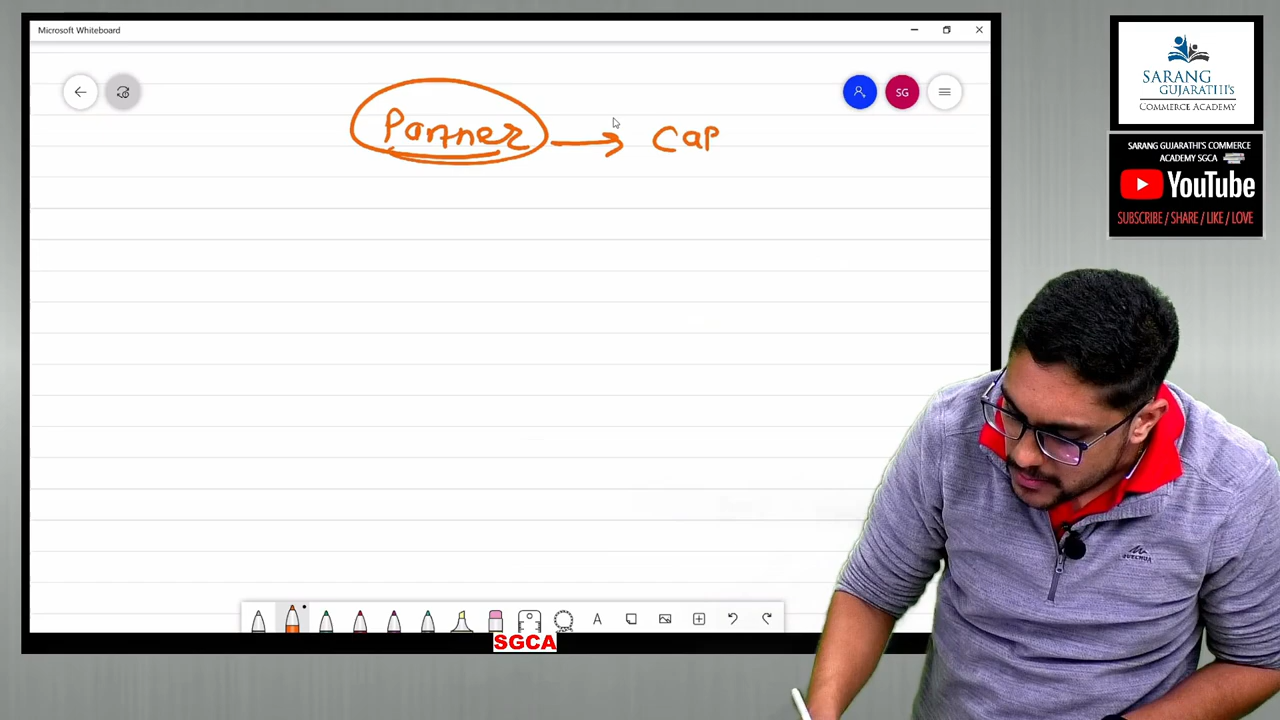 Microsoft Whiteboard
SARANG
GUJARATHI'S
COMMERCE ACADEMY
SG
Partner → Cap
SARANG GUJARATHI'S COMMERCE
ACADEMY SGCA
YouTube
SUBSCRIBE / SHARE / LIKE / LOVE
A
SGCA